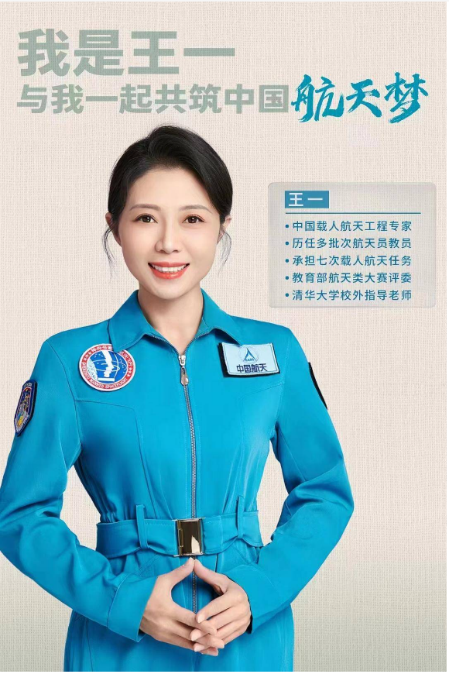 我是王一
与我一起共筑中国航天梦
王一
•中国载人航天工程专家
•历任多批次航天员教员
•承担七次载人航天任务
•教育部航天类大赛评委
•清华大学校外指导老师
中国航天